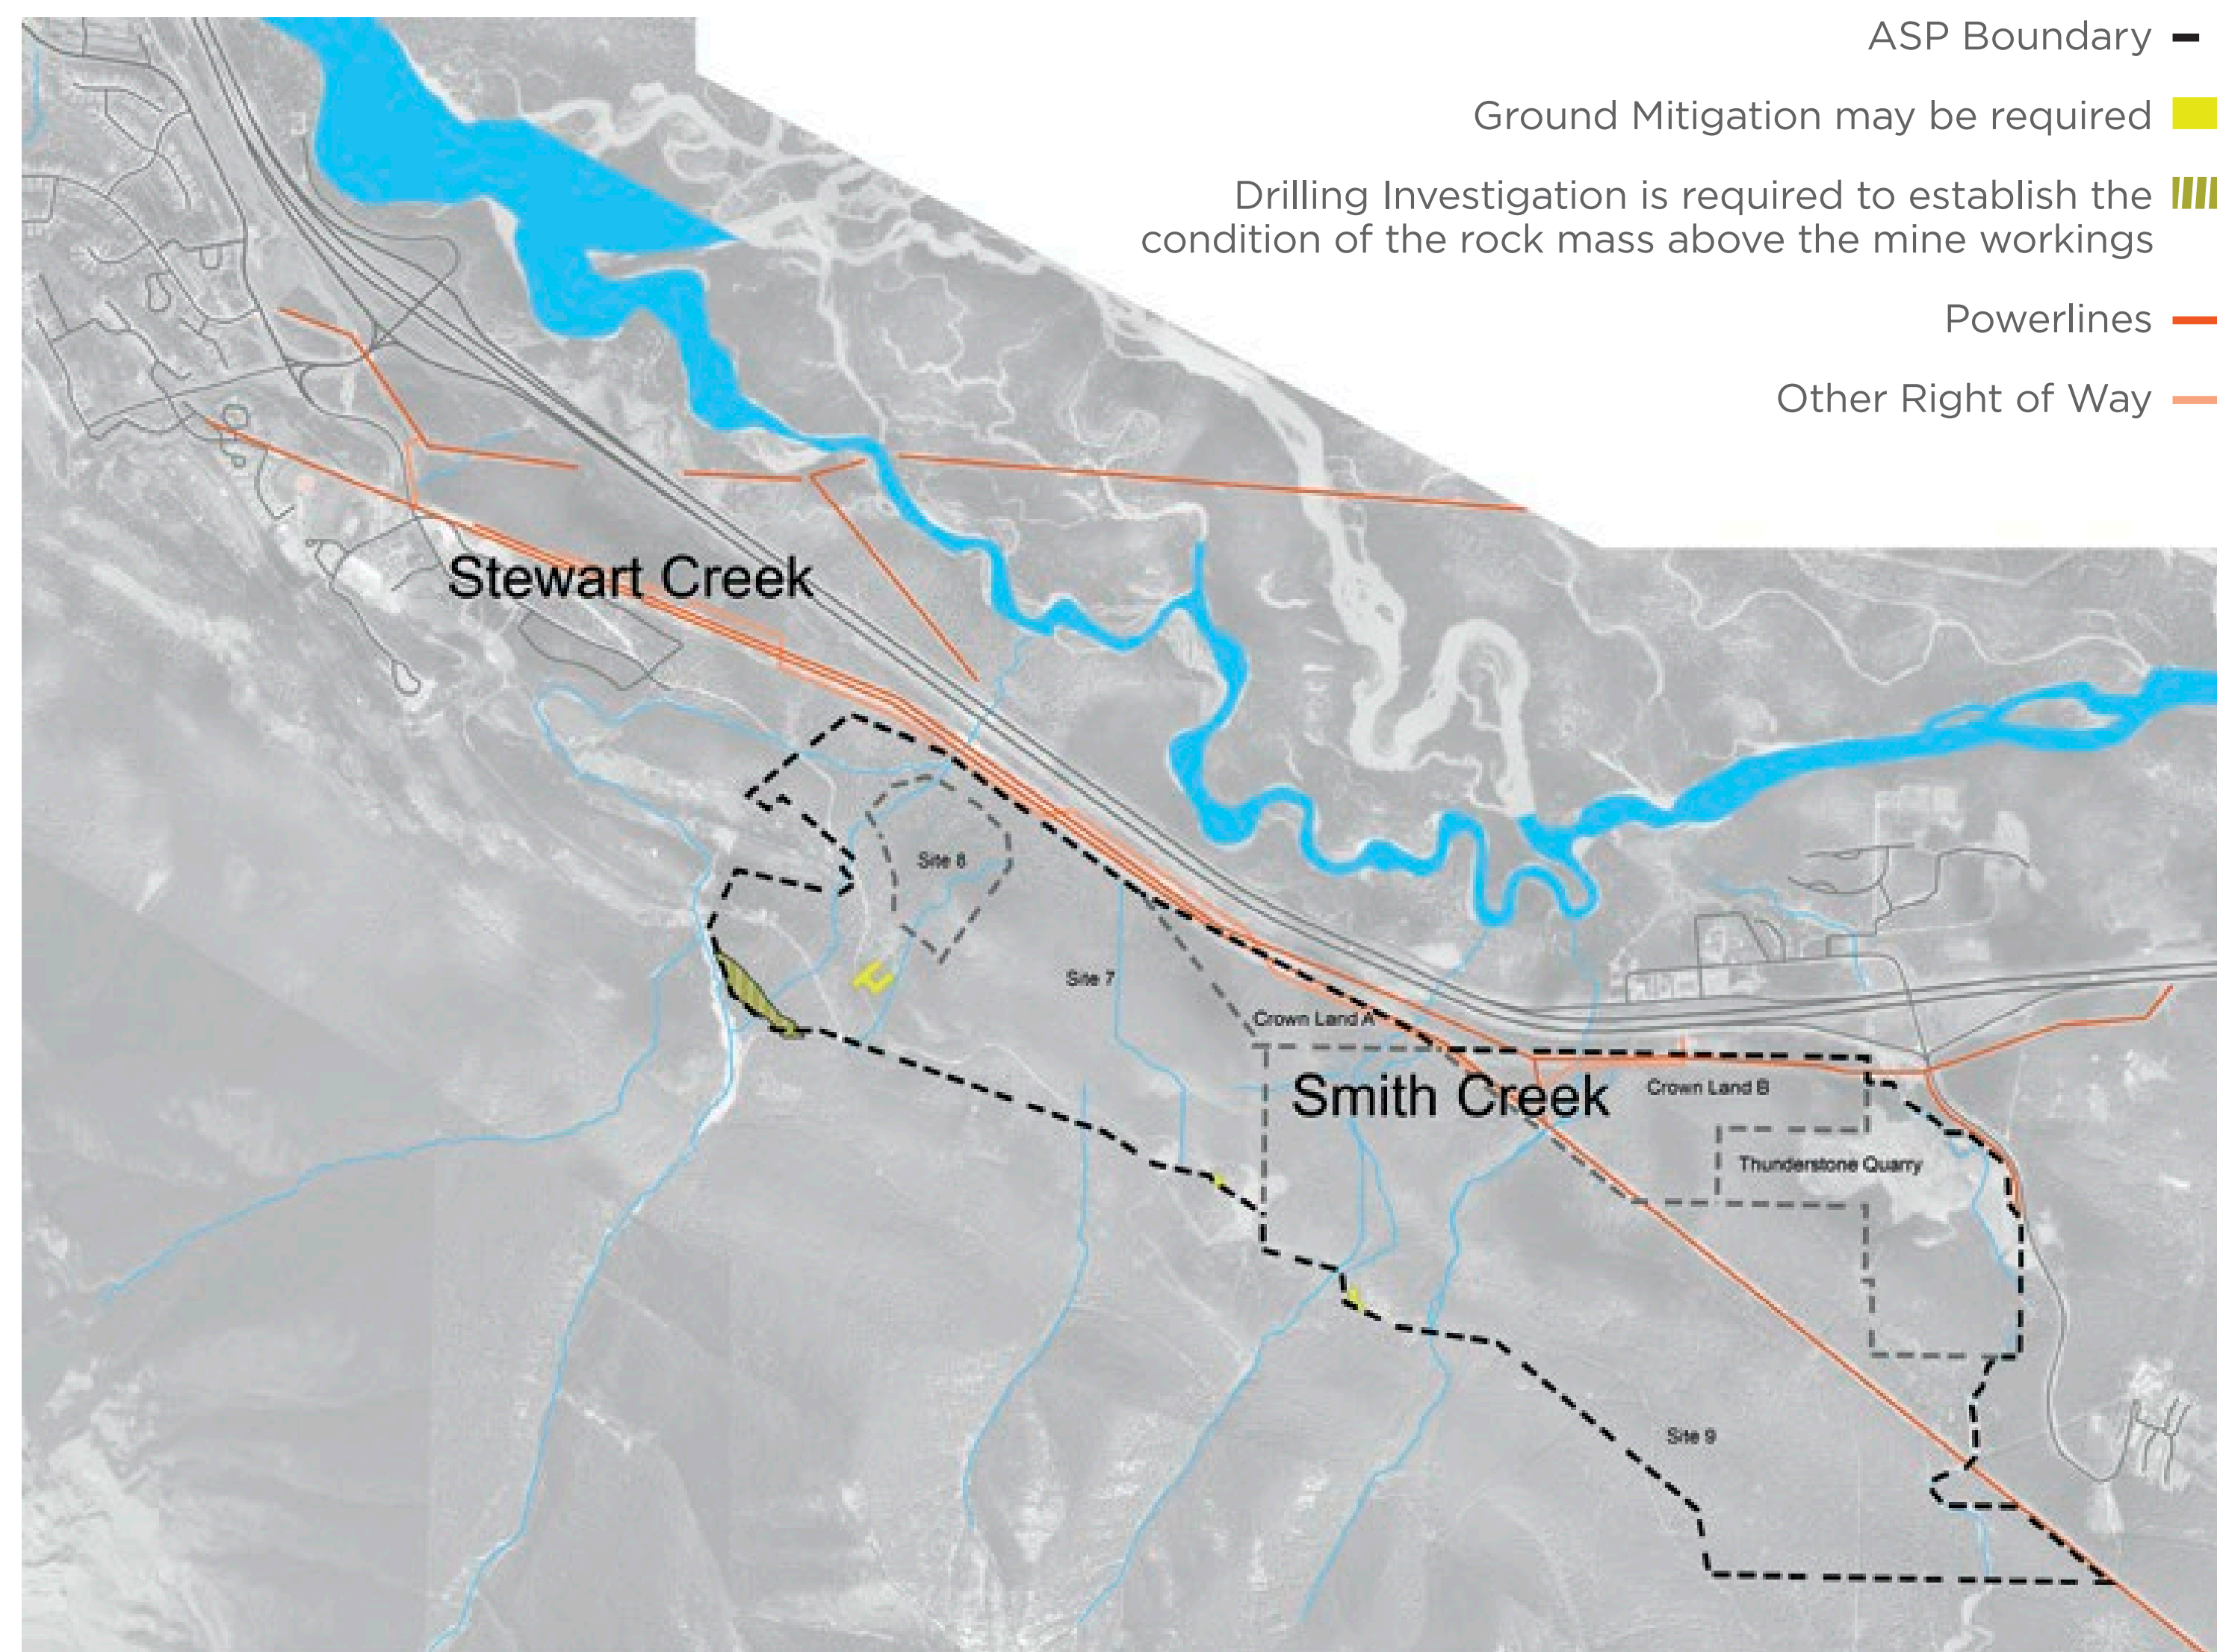 ASP Boundary
Ground Mitigation may be required
Drilling Investigation is required to establish the
condition of the rock mass above the mine workings
Powerlines
Other Right of Way
Stewart Creek
Site 8
Site 7
Crown Land A
Smith Creek
Crown Land B
Thunderstone Quarry
Site 9